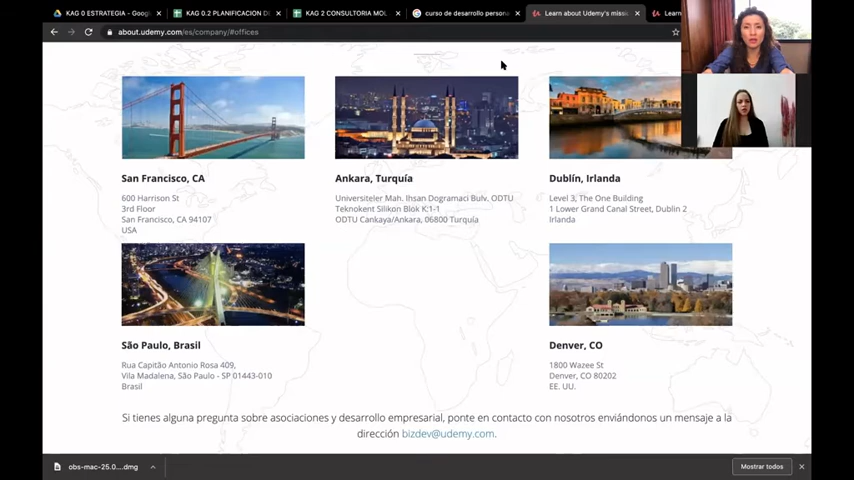 KAG 0 ESTRATEGIA - Goog
KAG 0.2 PLANIFICACION DE
KAG 2 CONSULTORIA MOL
curso de desarrollo persona
Learn about Udemy's missi
Learn
about.udemy.com/es/company/#offices
San Francisco, CA
600 Harrison St
3rd Floor
San Francisco, CA 94107
USA
Ankara, Turquía
Universiteler Mah. Ihsan Dogramaci Bulv. ODTU
Teknokent Silikon Blok K:1-1
ODTU Cankaya/Ankara, 06800 Turquía
Dublín, Irlanda
Level 3, The One Building
1 Lower Grand Canal Street, Dublin 2
Irlanda
São Paulo, Brasil
Rua Capitão Antonio Rosa 409,
Vila Madalena, São Paulo - SP 01443-010
Brasil
Denver, CO
1800 Wazee St
Denver, CO 80202
EE. UU.
Si tienes alguna pregunta sobre asociaciones y desarrollo empresarial, ponte en contacto con nosotros enviándonos un mensaje a la
dirección bizdev@udemy.com.
obs-mac-25.0....dmg
Mostrar todos